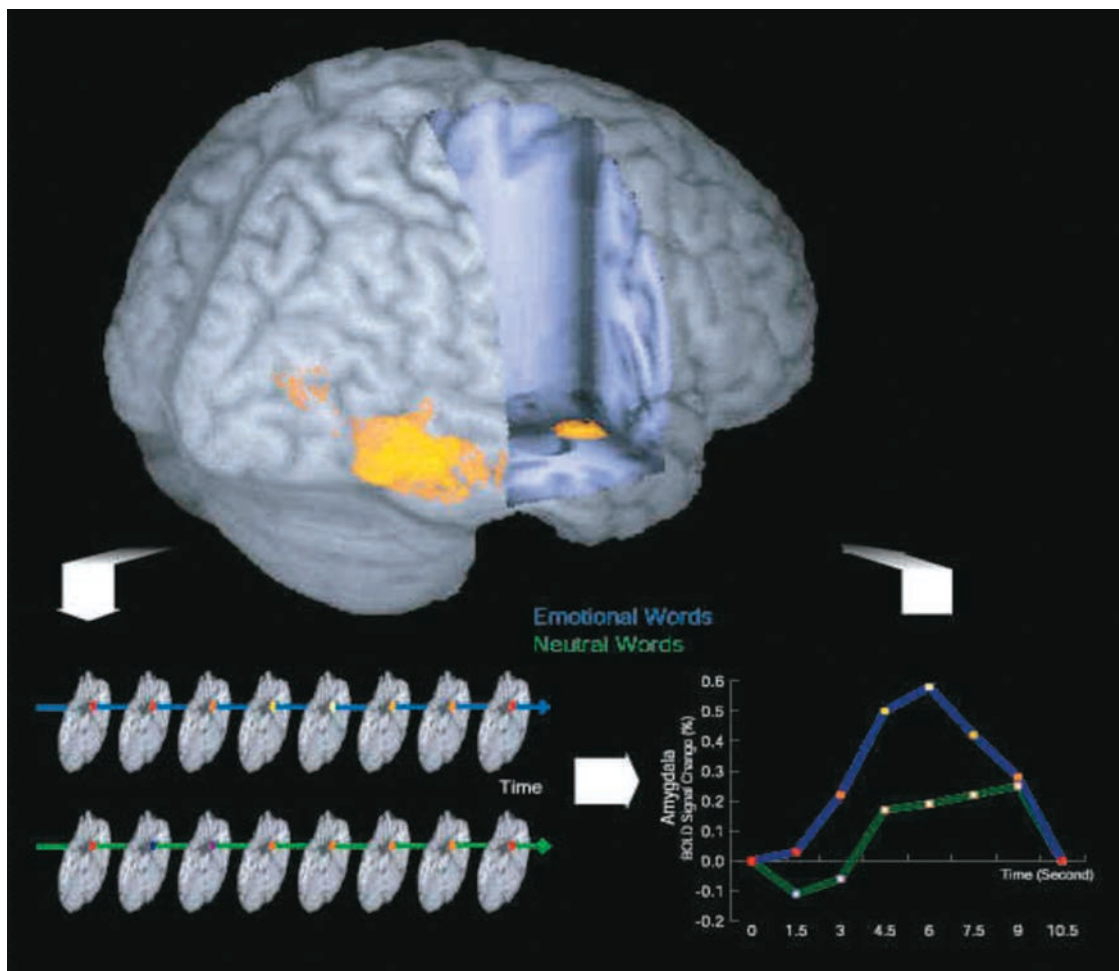 Emotional Words
Neutral Words
Time
Amygdala
BOLD Signal Change (%)
0.6
0.5
0.4
0.3
0.2
0.1
0.0
-0.1
-0.2
Time (Second)
0 1.5 3 4.5 6 7.5 9 10.5